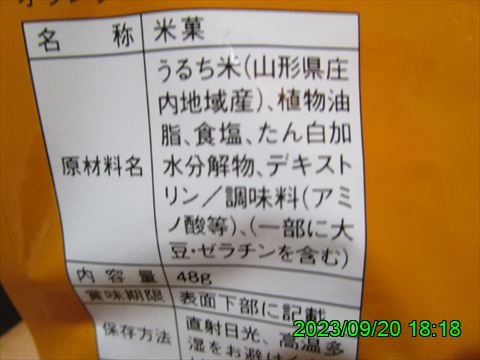 名称 米菓
原材料名 うるち米(山形県庄
内地域産)、植物油
脂、食塩、たん白加
水分解物、デキスト
リン/調味料(アミ
ノ酸等)、(一部に大
豆・ゼラチンを含む)
内容量 48g
賞味期限 表面下部に記載
保存方法 直射日光、高温多
湿をお避け
2023/09/20 18:18